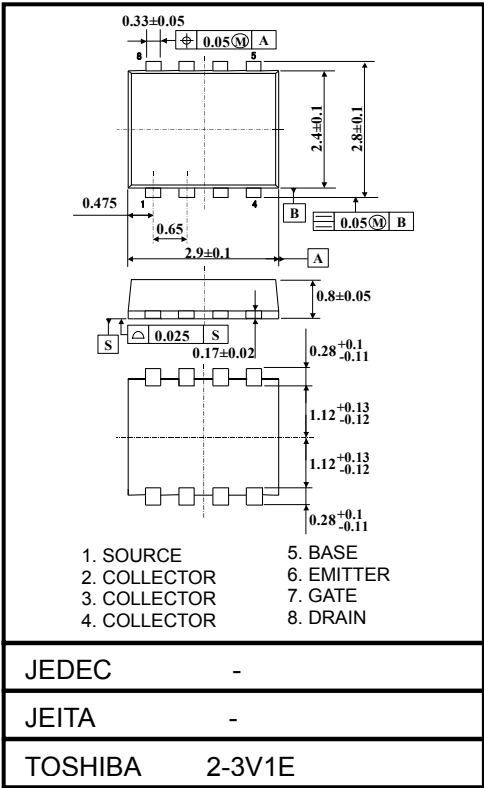 0.33±0.05
⌖ 0.05Ⓜ A
8 5
2.4±0.1
2.8±0.1
0.475
1 4
B
⌯ 0.05Ⓜ B
0.65
2.9±0.1
A
0.8±0.05
S
⌓ 0.025 S
0.17±0.02
0.28 +0.1 -0.11
1.12 +0.13 -0.12
1.12 +0.13 -0.12
0.28 +0.1 -0.11
1. SOURCE
2. COLLECTOR
3. COLLECTOR
4. COLLECTOR
5. BASE
6. EMITTER
7. GATE
8. DRAIN
JEDEC -
JEITA -
TOSHIBA 2-3V1E